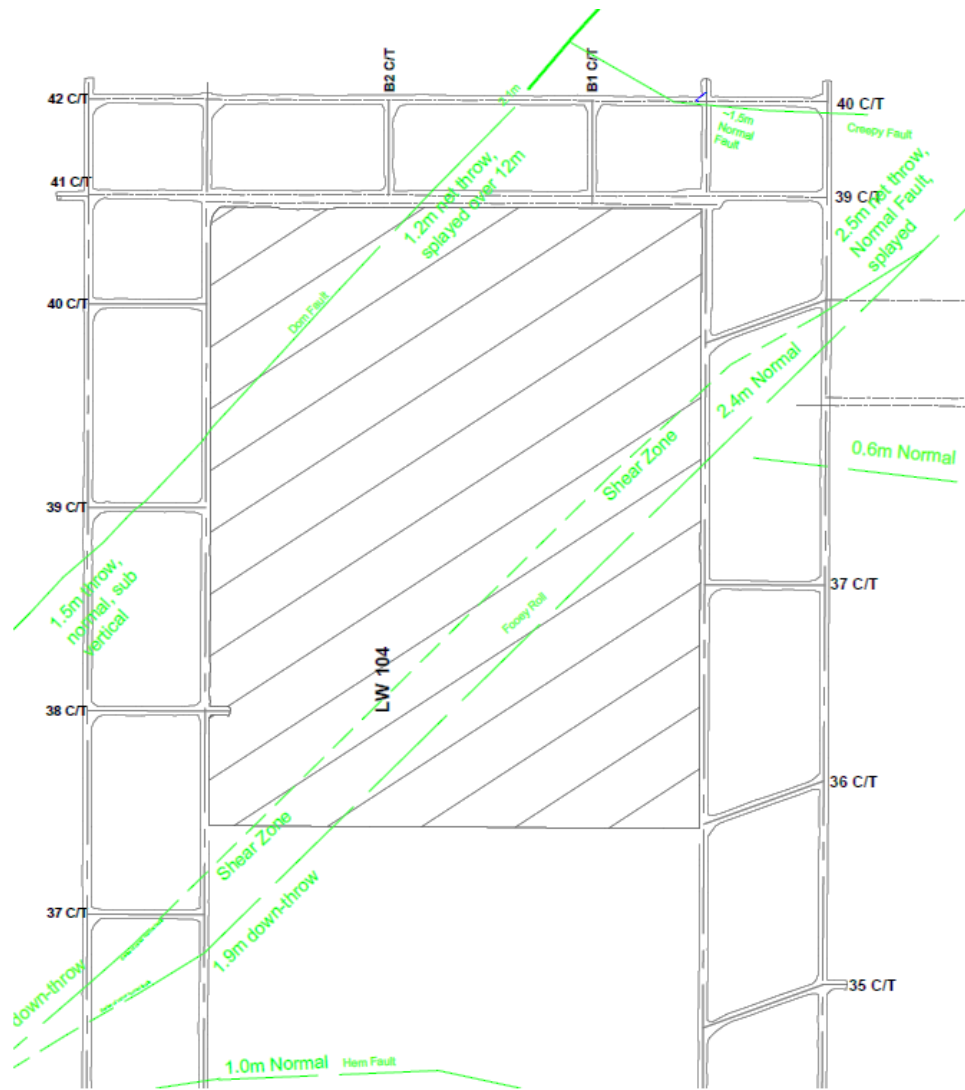 B2 C/T
B1 C/T
42 C/T
40 C/T
~1.5m
Normal
Fault
Creepy Fault
2.5m net throw,
Normal Fault,
splayed
41 C/T
39 C/T
1.2m net throw,
splayed over 12m
40 C/T
Dom Fault
2.4m Normal
Shear Zone
0.6m Normal
39 C/T
1.5m throw,
normal, sub
vertical
37 C/T
Fooey Roll
LW 104
38 C/T
36 C/T
Shear Zone
37 C/T
1.9m down-throw
down-throw
35 C/T
1.0m Normal
Hem Fault